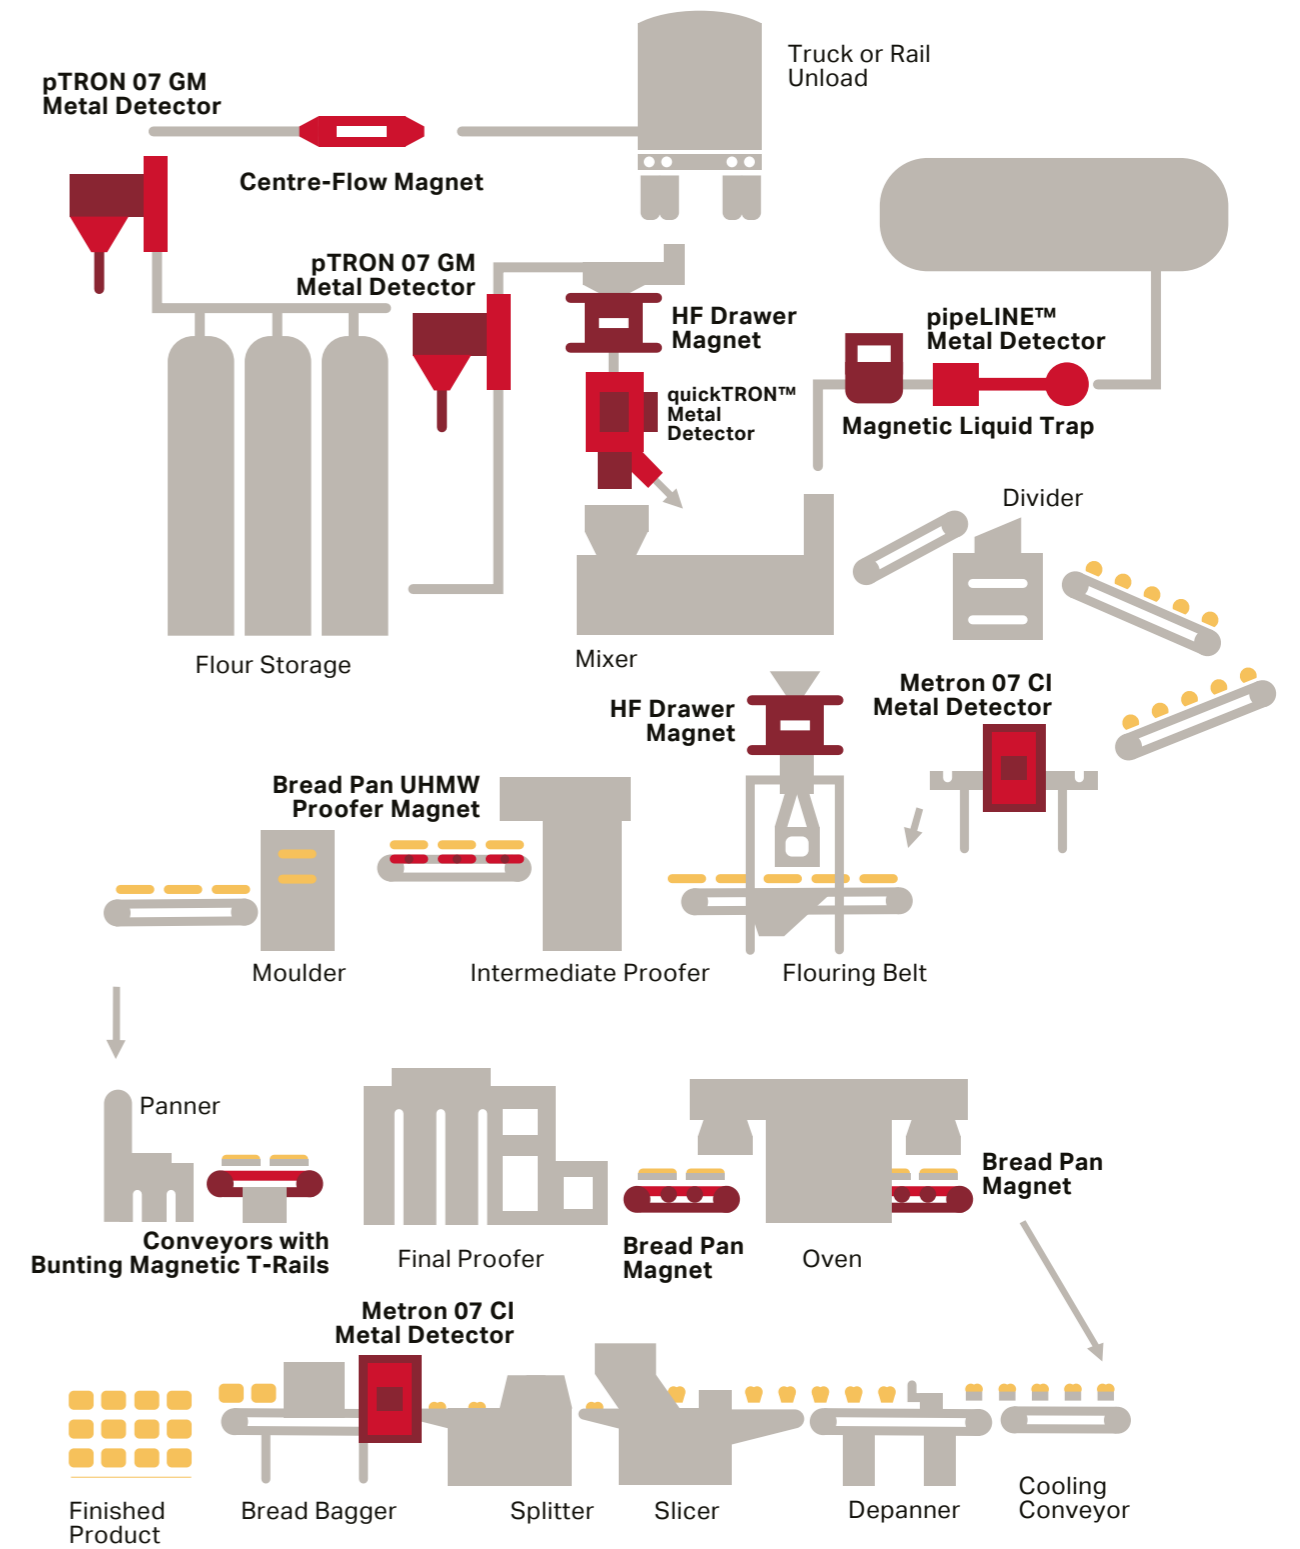 Truck or Rail
Unload
pTRON 07 GM
Metal Detector
Centre-Flow Magnet
pTRON 07 GM
Metal Detector
HF Drawer
Magnet
pipeLINE™
Metal Detector
quickTRON™
Metal
Detector
Magnetic Liquid Trap
Divider
Flour Storage
Mixer
HF Drawer
Magnet
Metron 07 CI
Metal Detector
Bread Pan UHMW
Proofer Magnet
Moulder
Intermediate Proofer
Flouring Belt
Panner
Conveyors with
Bunting Magnetic T-Rails
Final Proofer
Bread Pan
Magnet
Oven
Bread Pan
Magnet
Metron 07 CI
Metal Detector
Finished
Product
Bread Bagger
Splitter
Slicer
Depanner
Cooling
Conveyor